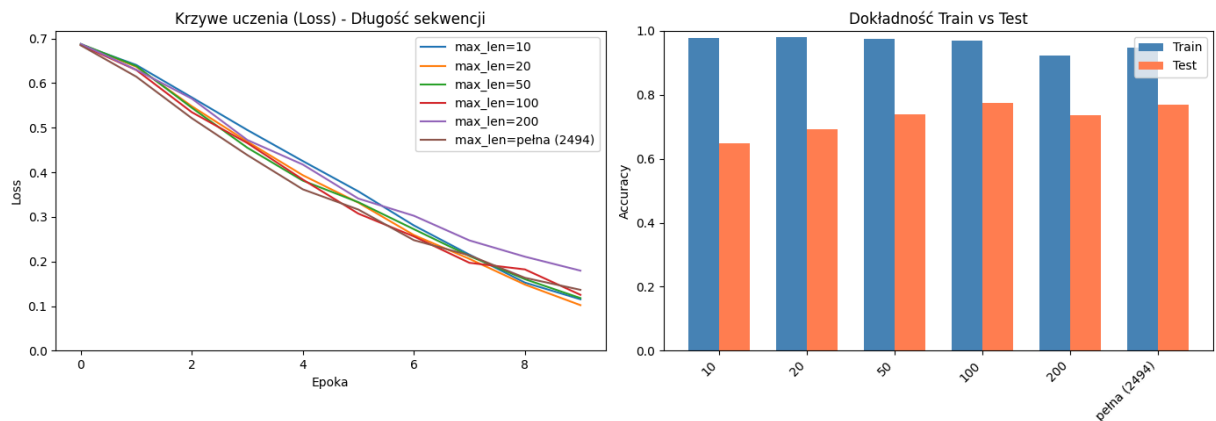 Krzywe uczenia (Loss) - Długość sekwencji
0.7
0.6
0.5
0.4
0.3
0.2
0.1
0.0
Loss
0
2
4
6
8
Epoka
max_len=10
max_len=20
max_len=50
max_len=100
max_len=200
max_len=pełna (2494)
Dokładność Train vs Test
1.0
0.8
0.6
0.4
0.2
0.0
Accuracy
10
20
50
100
200
pełna (2494)
Train
Test